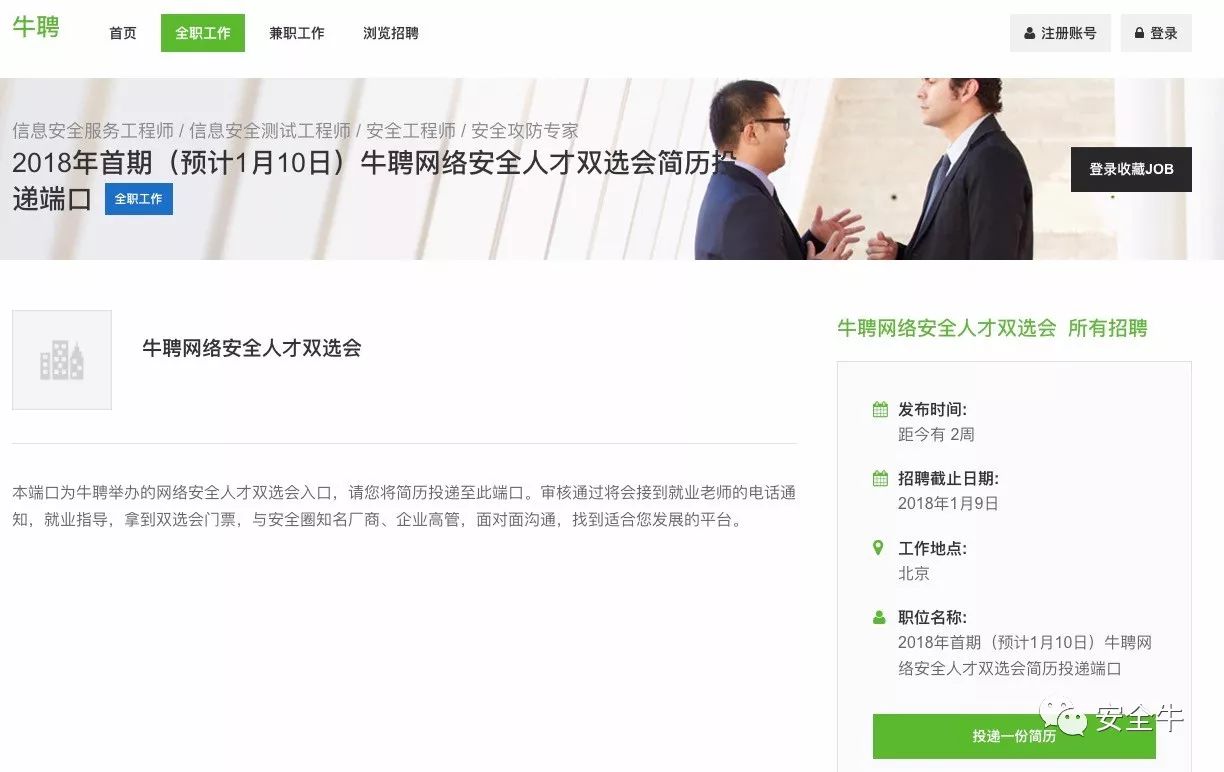 牛聘
首页
全职工作
兼职工作
浏览招聘
注册账号
登录
信息安全服务工程师 / 信息安全测试工程师 / 安全工程师 / 安全攻防专家
2018年首期（预计1月10日）牛聘网络安全人才双选会简历投
递端口
全职工作
登录收藏JOB
牛聘网络安全人才双选会
本端口为牛聘举办的网络安全人才双选会入口，请您将简历投递至此端口。审核通过将会接到就业老师的电话通
知，就业指导，拿到双选会门票，与安全圈知名厂商、企业高管，面对面沟通，找到适合您发展的平台。
牛聘网络安全人才双选会 所有招聘
发布时间:
距今有 2周
招聘截止日期:
2018年1月9日
工作地点:
北京
职位名称:
2018年首期（预计1月10日）牛聘网
络安全人才双选会简历投递端口
投递一份简历
安全牛